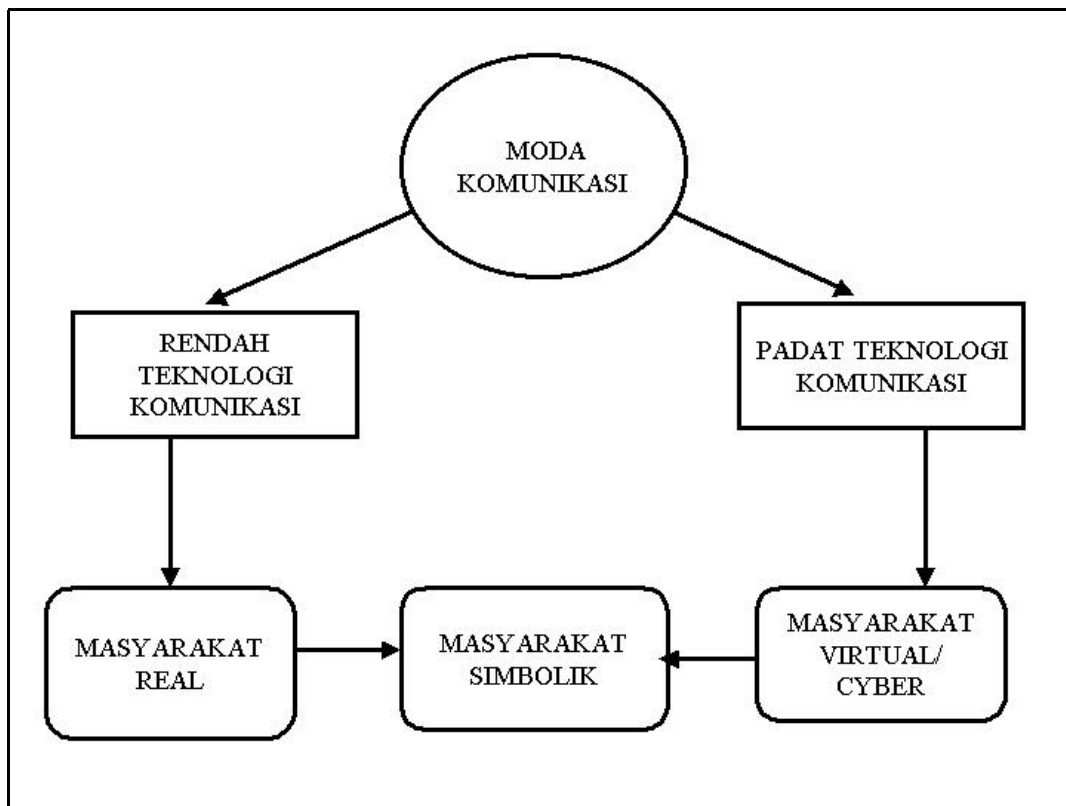 MODA
KOMUNIKASI
RENDAH
TEKNOLOGI
KOMUNIKASI
PADAT TEKNOLOGI
KOMUNIKASI
MASYARAKAT
REAL
MASYARAKAT
SIMBOLIK
MASYARAKAT
VIRTUAL/
CYBER